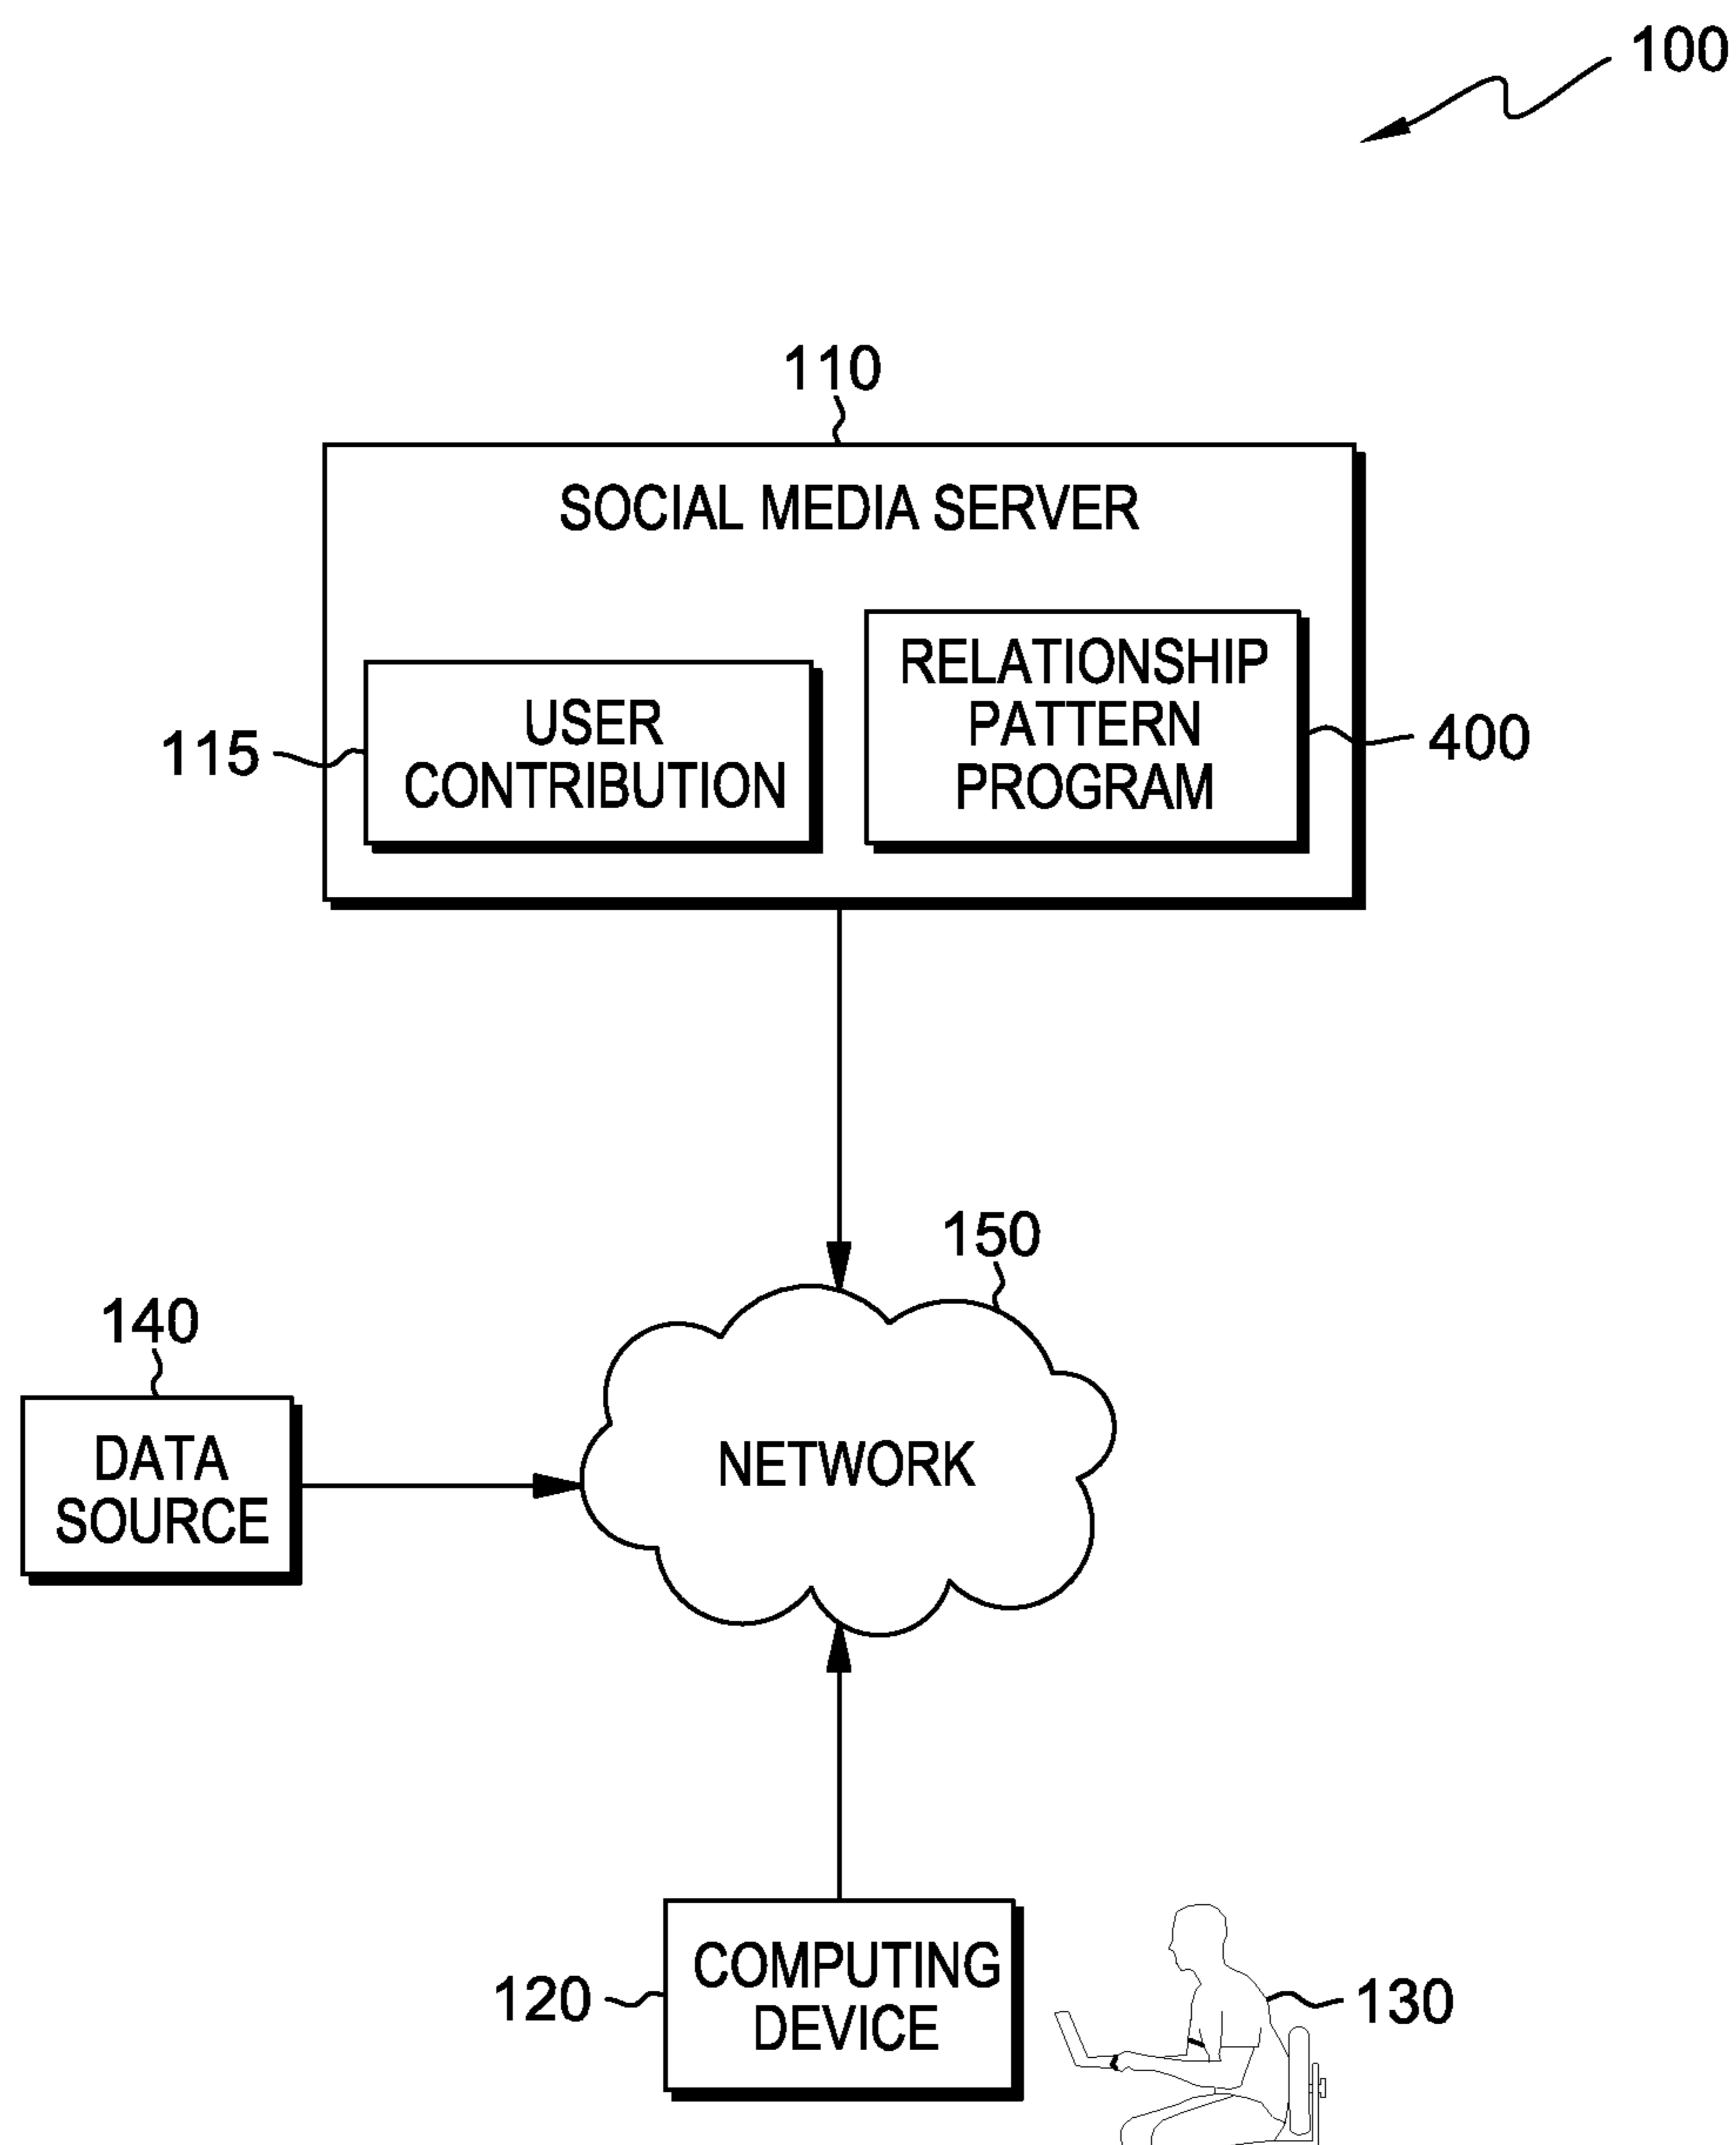 100
110
SOCIAL MEDIA SERVER
115
USER
CONTRIBUTION
RELATIONSHIP
PATTERN
PROGRAM
400
150
140
DATA
SOURCE
NETWORK
120
COMPUTING
DEVICE
130